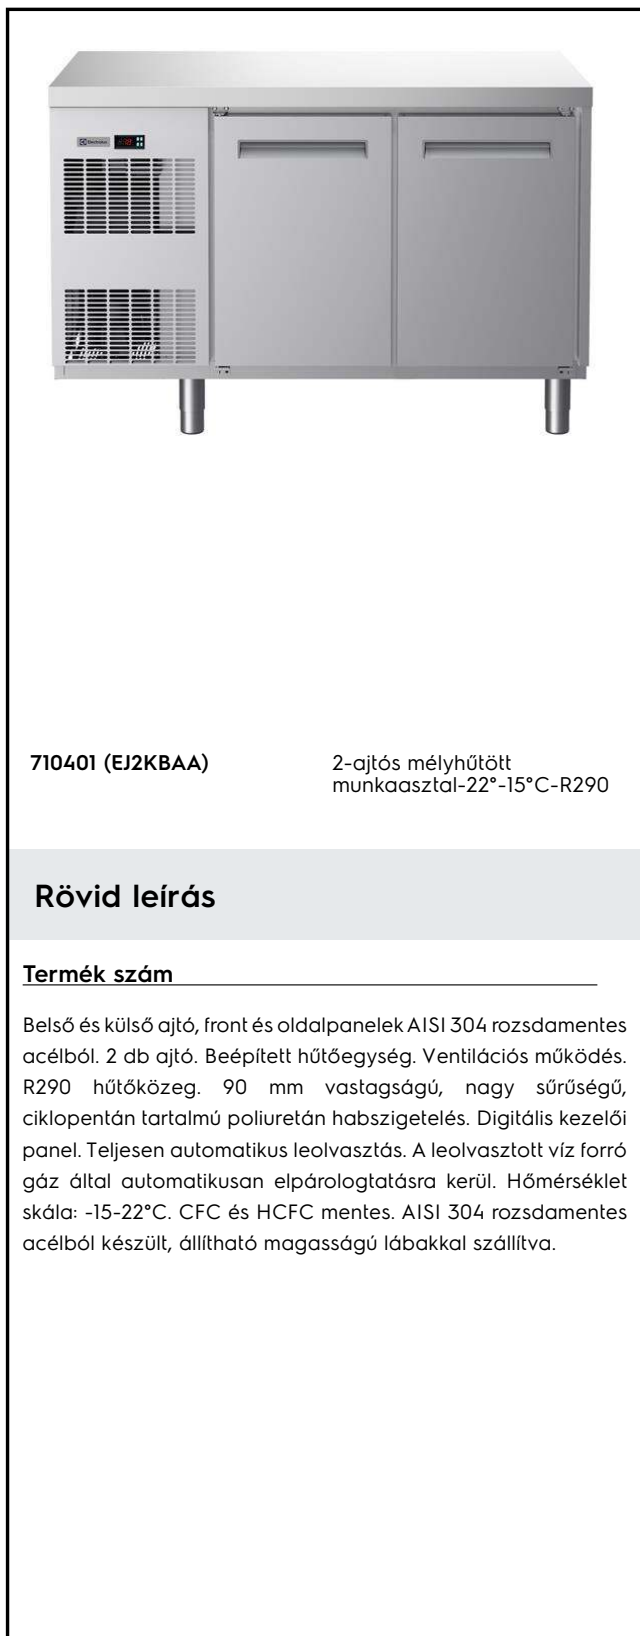 Electrolux
710401 (EJ2KBAA)
2-ajtós mélyhűtött
munkaasztal-22°-15°C-R290
Rövid leírás
Termék szám
Belső és külső ajtó, front és oldalpanelek AISI 304 rozsdamentes
acélból. 2 db ajtó. Beépített hűtőegység. Ventilációs működés.
R290 hűtőközeg. 90 mm vastagságú, nagy sűrűségű,
ciklopentán tartalmú poliuretán habszigetelés. Digitális kezelői
panel. Teljesen automatikus leolvasztás. A leolvasztott víz forró
gáz által automatikusan elpárologtatásra kerül. Hőmérséklet
skála: -15-22°C. CFC és HCFC mentes. AISI 304 rozsdamentes
acélból készült, állítható magasságú lábakkal szállítva.